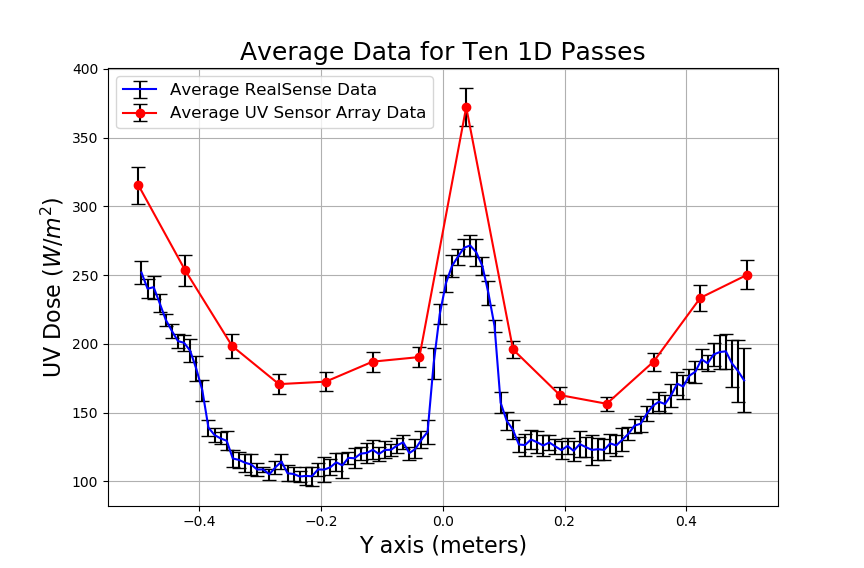 Average Data for Ten 1D Passes
Average RealSense Data
Average UV Sensor Array Data
UV Dose (W/m²)
400
350
300
250
200
150
100
−0.4
−0.2
0.0
0.2
0.4
Y axis (meters)